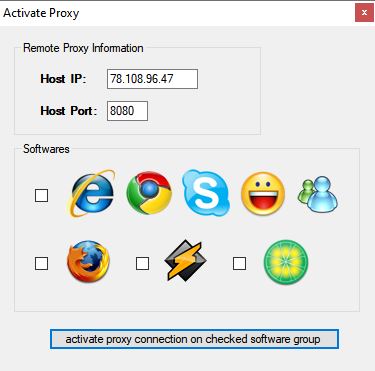 Activate Proxy
x
Remote Proxy Information
Host IP: 78.108.96.47
Host Port: 8080
Softwares
activate proxy connection on checked software group